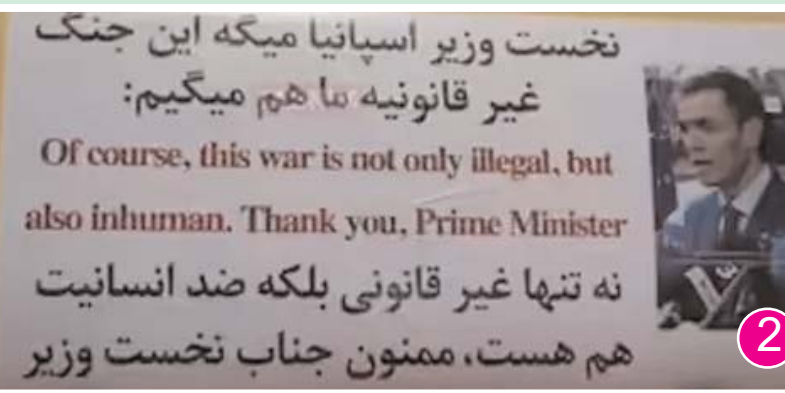 نخست وزیر اسپانیا میگه این جنگ
غیر قانونیه ما هم میگیم:
Of course, this war is not only illegal, but
also inhuman. Thank you, Prime Minister
نه تنها غیر قانونی بلکه ضد انسانیت
هم هست، ممنون جناب نخست وزیر
2